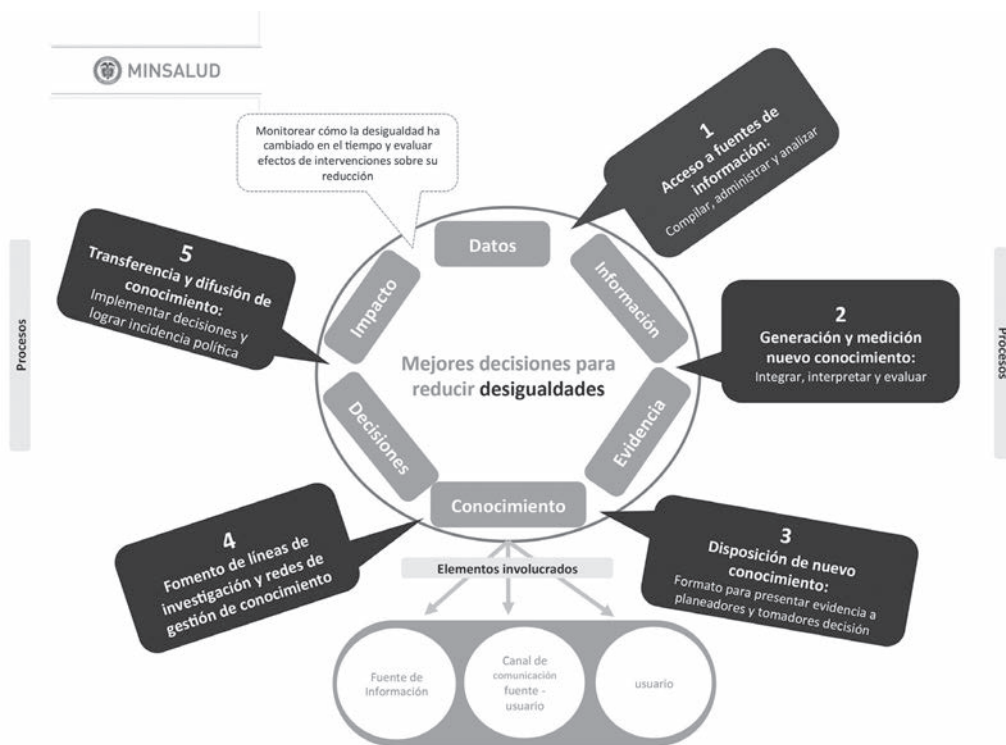 MINSALUD
Monitorear cómo la desigualdad ha
cambiado en el tiempo y evaluar
efectos de intervenciones sobre su
reducción
1
Acceso a fuentes de
información:
Compilar, administrar y analizar
5
Transferencia y difusión de
conocimiento:
Implementar decisiones y
lograr incidencia política
Datos
Información
Impacto
Procesos
2
Generación y medición
nuevo conocimiento:
Integrar, interpretar y evaluar
Procesos
Mejores decisiones para
reducir desigualdades
Decisiones
Evidencia
Conocimiento
4
Fomento de líneas de
investigación y redes de
gestión de conocimiento
3
Disposición de nuevo
conocimiento:
Formato para presentar evidencia a
planeadores y tomadores decisión
Elementos involucrados
Fuente de
Información
Canal de
comunicación
fuente -
usuario
usuario